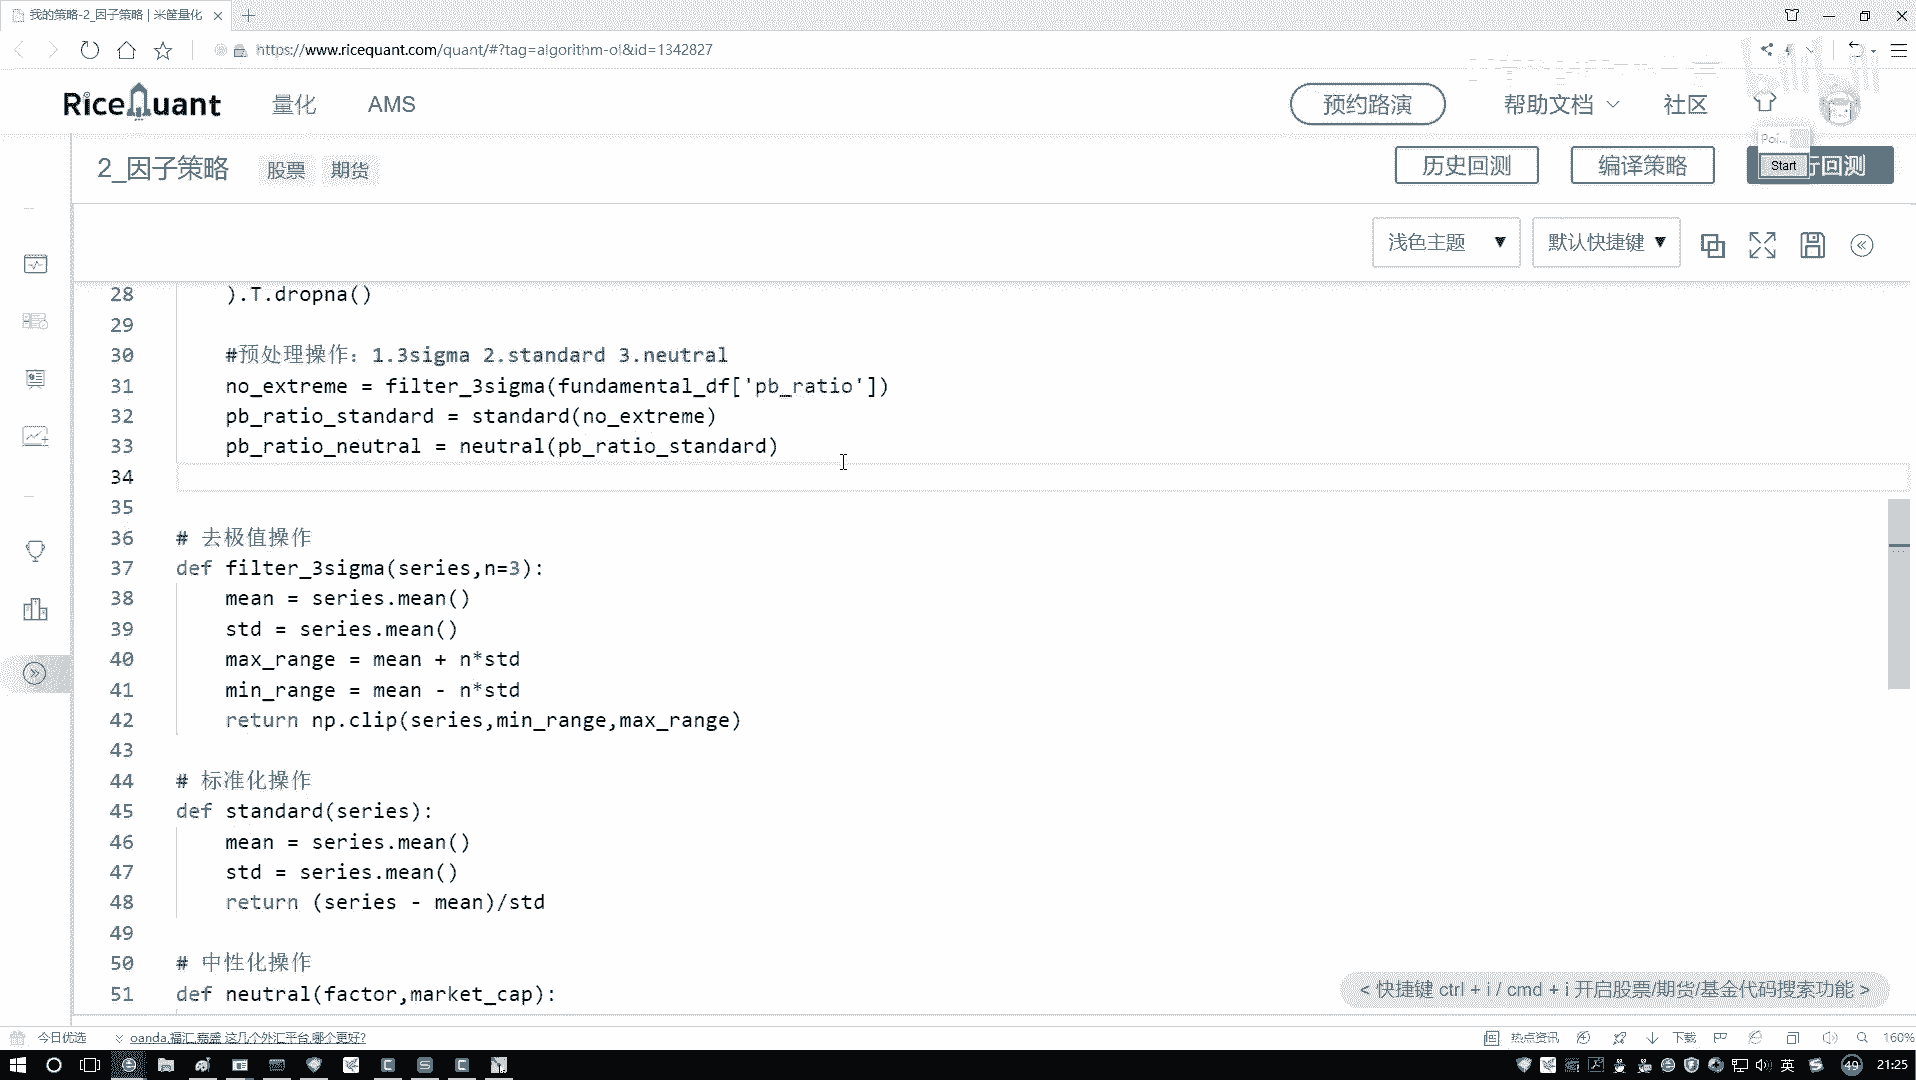 我的策略-2_因子策略 | 米筐量化
https://www.ricequant.com/quant/#?tag=algorithm-ol&id=1342827
RiceQuant 量化 AMS 预约路演 帮助文档 社区
Poi...
2_因子策略 股票 期货 历史回测 编译策略 Start 行回测
浅色主题 ▼ 默认快捷键 ▼
28 ).T.dropna()
29
30 #预处理操作：1.3sigma 2.standard 3.neutral
31 no_extreme = filter_3sigma(fundamental_df['pb_ratio'])
32 pb_ratio_standard = standard(no_extreme)
33 pb_ratio_neutral = neutral(pb_ratio_standard)
34
35
36 # 去极值操作
37 def filter_3sigma(series,n=3):
38 mean = series.mean()
39 std = series.mean()
40 max_range = mean + n*std
41 min_range = mean - n*std
42 return np.clip(series,min_range,max_range)
43
44 # 标准化操作
45 def standard(series):
46 mean = series.mean()
47 std = series.mean()
48 return (series - mean)/std
49
50 # 中性化操作
51 def neutral(factor,market_cap):
< 快捷键 ctrl + i / cmd + i 开启股票/期货/基金代码搜索功能 >
今日优选 oanda,福汇,嘉盛 这几个外汇平台,哪个更好? 热点资讯 下载 160%
英 49 21:25